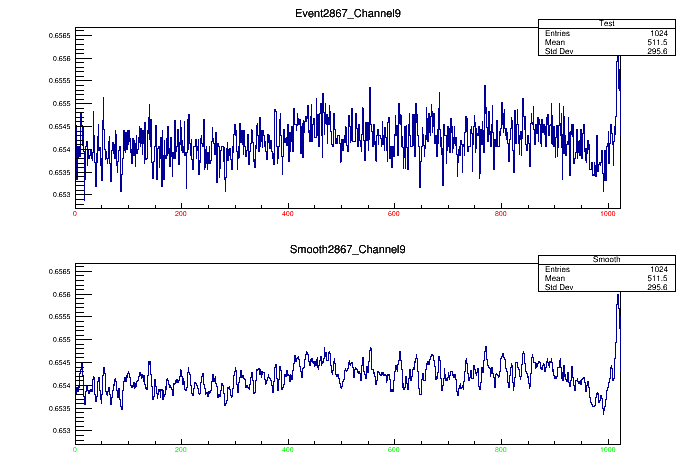 Event2867_Channel9
Test
Entries 1024
Mean 511.5
Std Dev 295.6
0.6565
0.656
0.6555
0.655
0.6545
0.654
0.6535
0.653
0 200 400 600 800 1000
Smooth2867_Channel9
Smooth
Entries 1024
Mean 511.5
Std Dev 295.6
0.6565
0.656
0.6555
0.655
0.6545
0.654
0.6535
0.653
0 200 400 600 800 1000